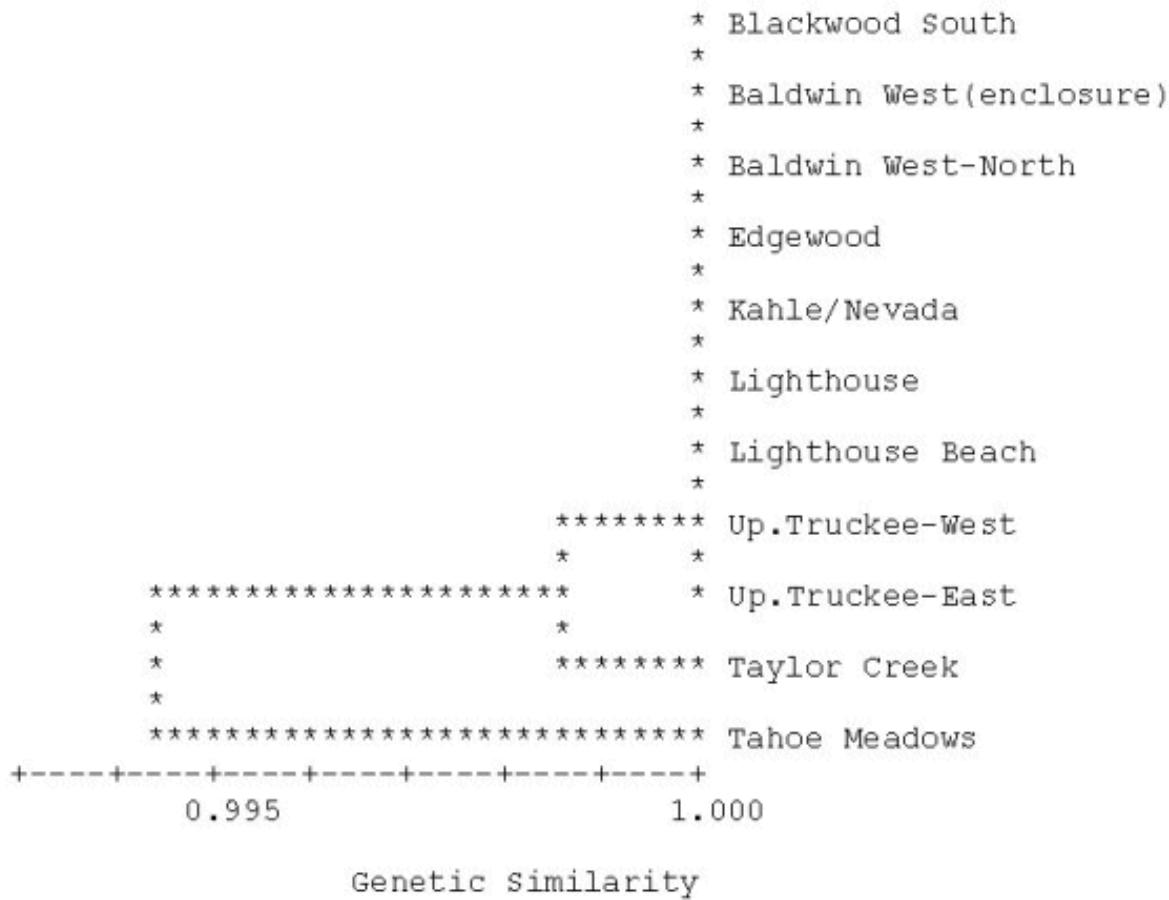 * Blackwood South
*
* Baldwin West(enclosure)
*
* Baldwin West-North
*
* Edgewood
*
* Kahle/Nevada
*
* Lighthouse
*
* Lighthouse Beach
*
******** Up.Truckee-West
* *
********************** * Up.Truckee-East
* *
* ******** Taylor Creek
*
***************************** Tahoe Meadows
+----+----+----+----+----+----+----+
0.995 1.000
Genetic Similarity